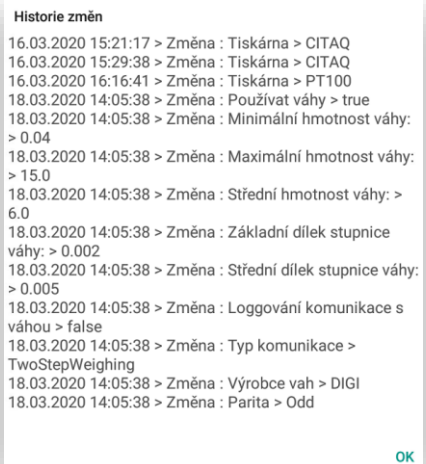 Historie změn
16.03.2020 15:21:17 > Změna : Tiskárna > CITAQ
16.03.2020 15:29:38 > Změna : Tiskárna > CITAQ
16.03.2020 16:16:41 > Změna : Tiskárna > PT100
18.03.2020 14:05:38 > Změna : Používat váhy > true
18.03.2020 14:05:38 > Změna : Minimální hmotnost váhy:
> 0.04
18.03.2020 14:05:38 > Změna : Maximální hmotnost váhy:
> 15.0
18.03.2020 14:05:38 > Změna : Střední hmotnost váhy: >
6.0
18.03.2020 14:05:38 > Změna : Základní dílek stupnice
váhy: > 0.002
18.03.2020 14:05:38 > Změna : Střední dílek stupnice váhy:
> 0.005
18.03.2020 14:05:38 > Změna : Loggování komunikace s
váhou > false
18.03.2020 14:05:38 > Změna : Typ komunikace >
TwoStepWeighing
18.03.2020 14:05:38 > Změna : Výrobce vah > DIGI
18.03.2020 14:05:38 > Změna : Parita > Odd
OK